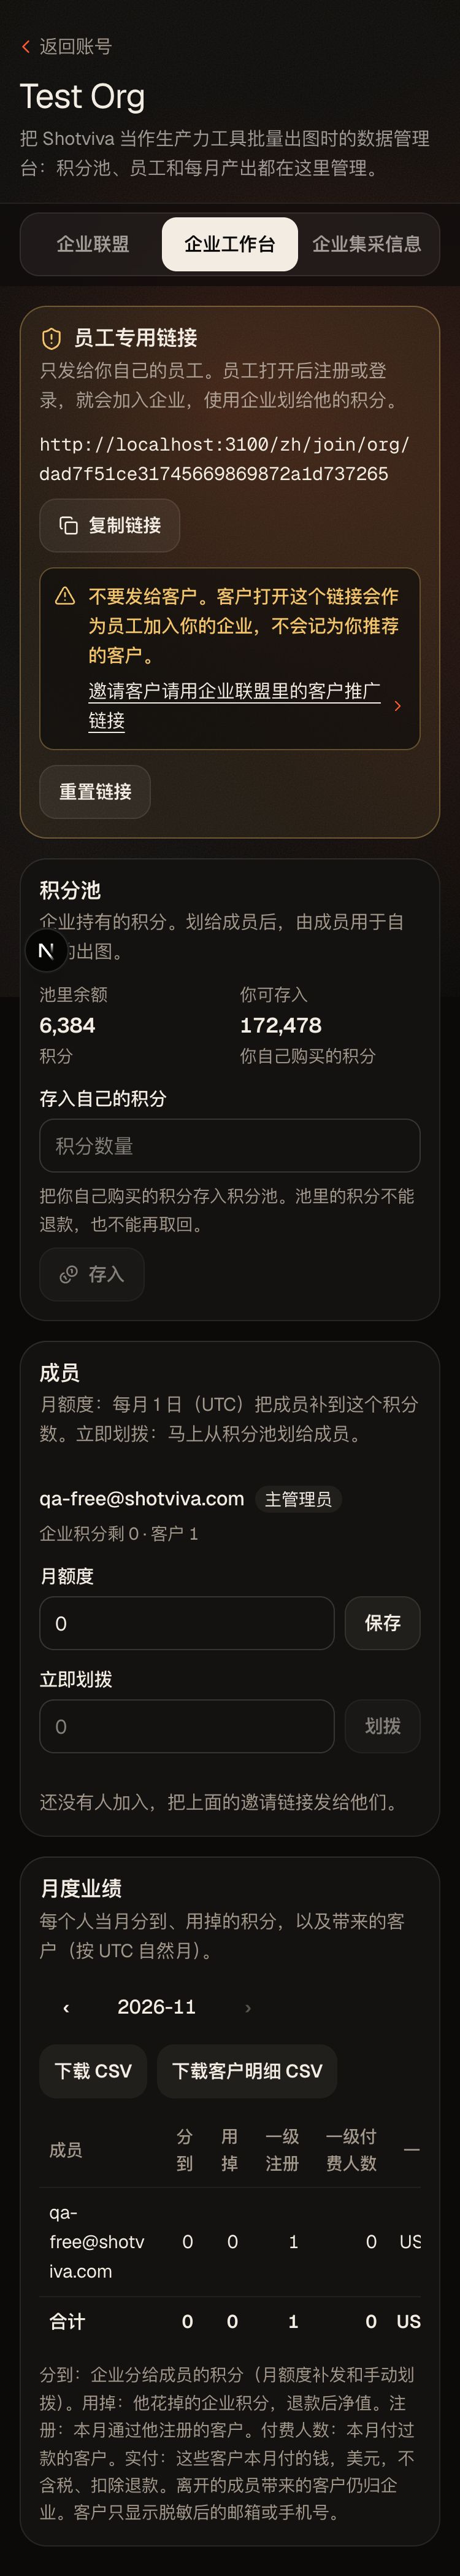 返回账号
Test Org
把 Shotviva 当作生产力工具批量出图时的数据管理
台：积分池、员工和每月产出都在这里管理。
企业联盟 企业工作台 企业集采信息
员工专用链接
只发给你自己的员工。员工打开后注册或登
录，就会加入企业，使用企业划给他的积分。
http://localhost:3100/zh/join/org/
dad7f51ce31745669869872a1d737265
复制链接
不要发给客户。客户打开这个链接会作
为员工加入你的企业，不会记为你推荐
的客户。
邀请客户请用企业联盟里的客户推广
链接
重置链接
积分池
企业持有的积分。划给成员后，由成员用于自
的出图。
N
池里余额 你可存入
6,384 172,478
积分 你自己购买的积分
存入自己的积分
积分数量
把你自己购买的积分存入积分池。池里的积分不能
退款，也不能再取回。
存入
成员
月额度：每月 1 日（UTC）把成员补到这个积分
数。立即划拨：马上从积分池划给成员。
qa-free@shotviva.com 主管理员
企业积分剩 0 · 客户 1
月额度
0 保存
立即划拨
0 划拨
还没有人加入，把上面的邀请链接发给他们。
月度业绩
每个人当月分到、用掉的积分，以及带来的客
户（按 UTC 自然月）。
‹ 2026-11 ›
下载 CSV 下载客户明细 CSV
成员 分到 用掉 一级注册 一级付费人数 一
qa-free@shotviva.com 0 0 1 0 US
合计 0 0 1 0 US
分到：企业分给成员的积分（月额度补发和手动划
拨）。用掉：他花掉的企业积分，退款后净值。注
册：本月通过他注册的客户。付费人数：本月付过
款的客户。实付：这些客户本月付的钱，美元，不
含税、扣除退款。离开的成员带来的客户仍归企
业。客户只显示脱敏后的邮箱或手机号。